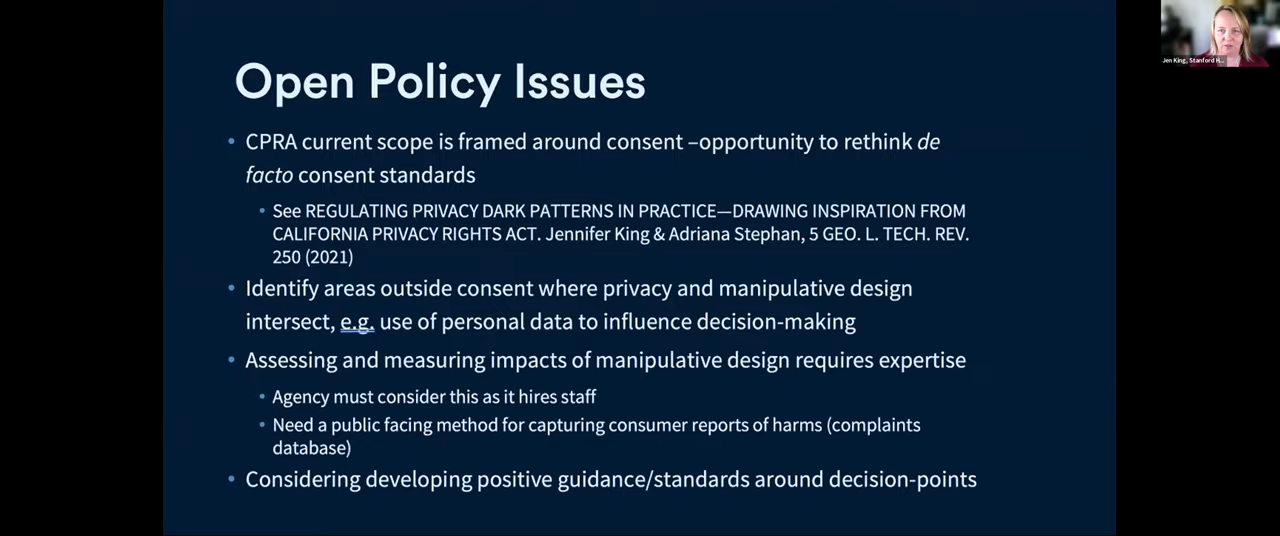 Open Policy Issues
• CPRA current scope is framed around consent –opportunity to rethink de
facto consent standards
• See REGULATING PRIVACY DARK PATTERNS IN PRACTICE—DRAWING INSPIRATION FROM
CALIFORNIA PRIVACY RIGHTS ACT. Jennifer King & Adriana Stephan, 5 GEO. L. TECH. REV.
250 (2021)
• Identify areas outside consent where privacy and manipulative design
intersect, e.g. use of personal data to influence decision-making
• Assessing and measuring impacts of manipulative design requires expertise
• Agency must consider this as it hires staff
• Need a public facing method for capturing consumer reports of harms (complaints
database)
• Considering developing positive guidance/standards around decision-points
Jen King, Stanford H...